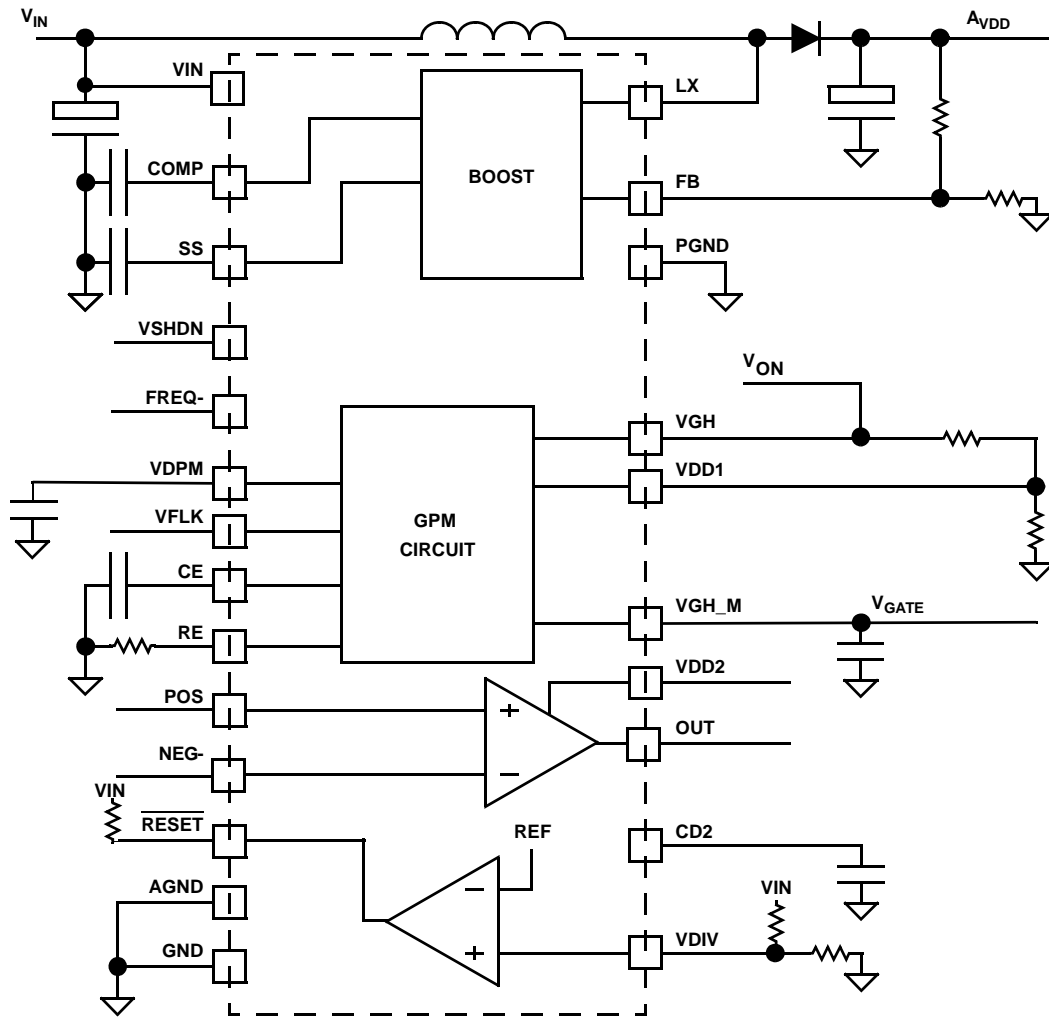 VIN
AVDD
VIN
LX
COMP
BOOST
FB
SS
PGND
VSHDN
VON
FREQ-
VGH
VDPM
VDD1
VFLK
GPM
CIRCUIT
CE
VGH_M
VGATE
RE
VDD2
POS
+
OUT
NEG-
−
VIN
RESET
REF
CD2
AGND
−
VIN
GND
+
VDIV